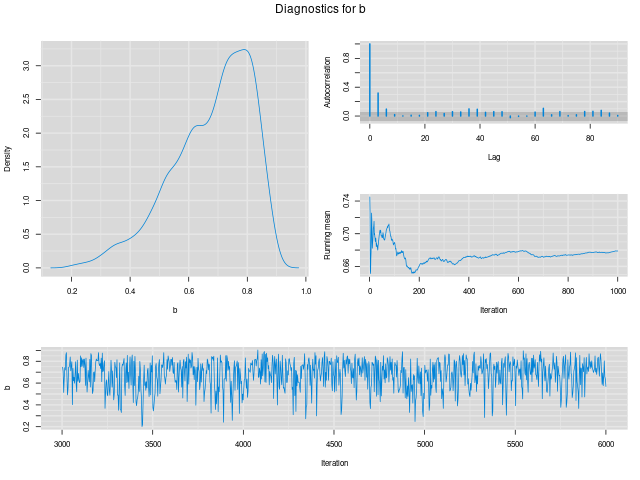 Diagnostics for b
Density
0.0 0.5 1.0 1.5 2.0 2.5 3.0
0.2 0.4 0.6 0.8 1.0
b
Autocorrelation
0.0 0.4 0.8
0 20 40 60 80
Lag
Running mean
0.66 0.70 0.74
0 200 400 600 800 1000
Iteration
b
0.2 0.4 0.6 0.8
3000 3500 4000 4500 5000 5500 6000
Iteration